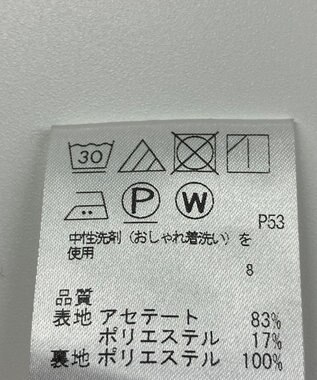 30
P W P53
中性洗剤（おしゃれ着洗い）を
使用
8
品質
表地 アセテート 83%
ポリエステル 17%
裏地 ポリエステル 100%